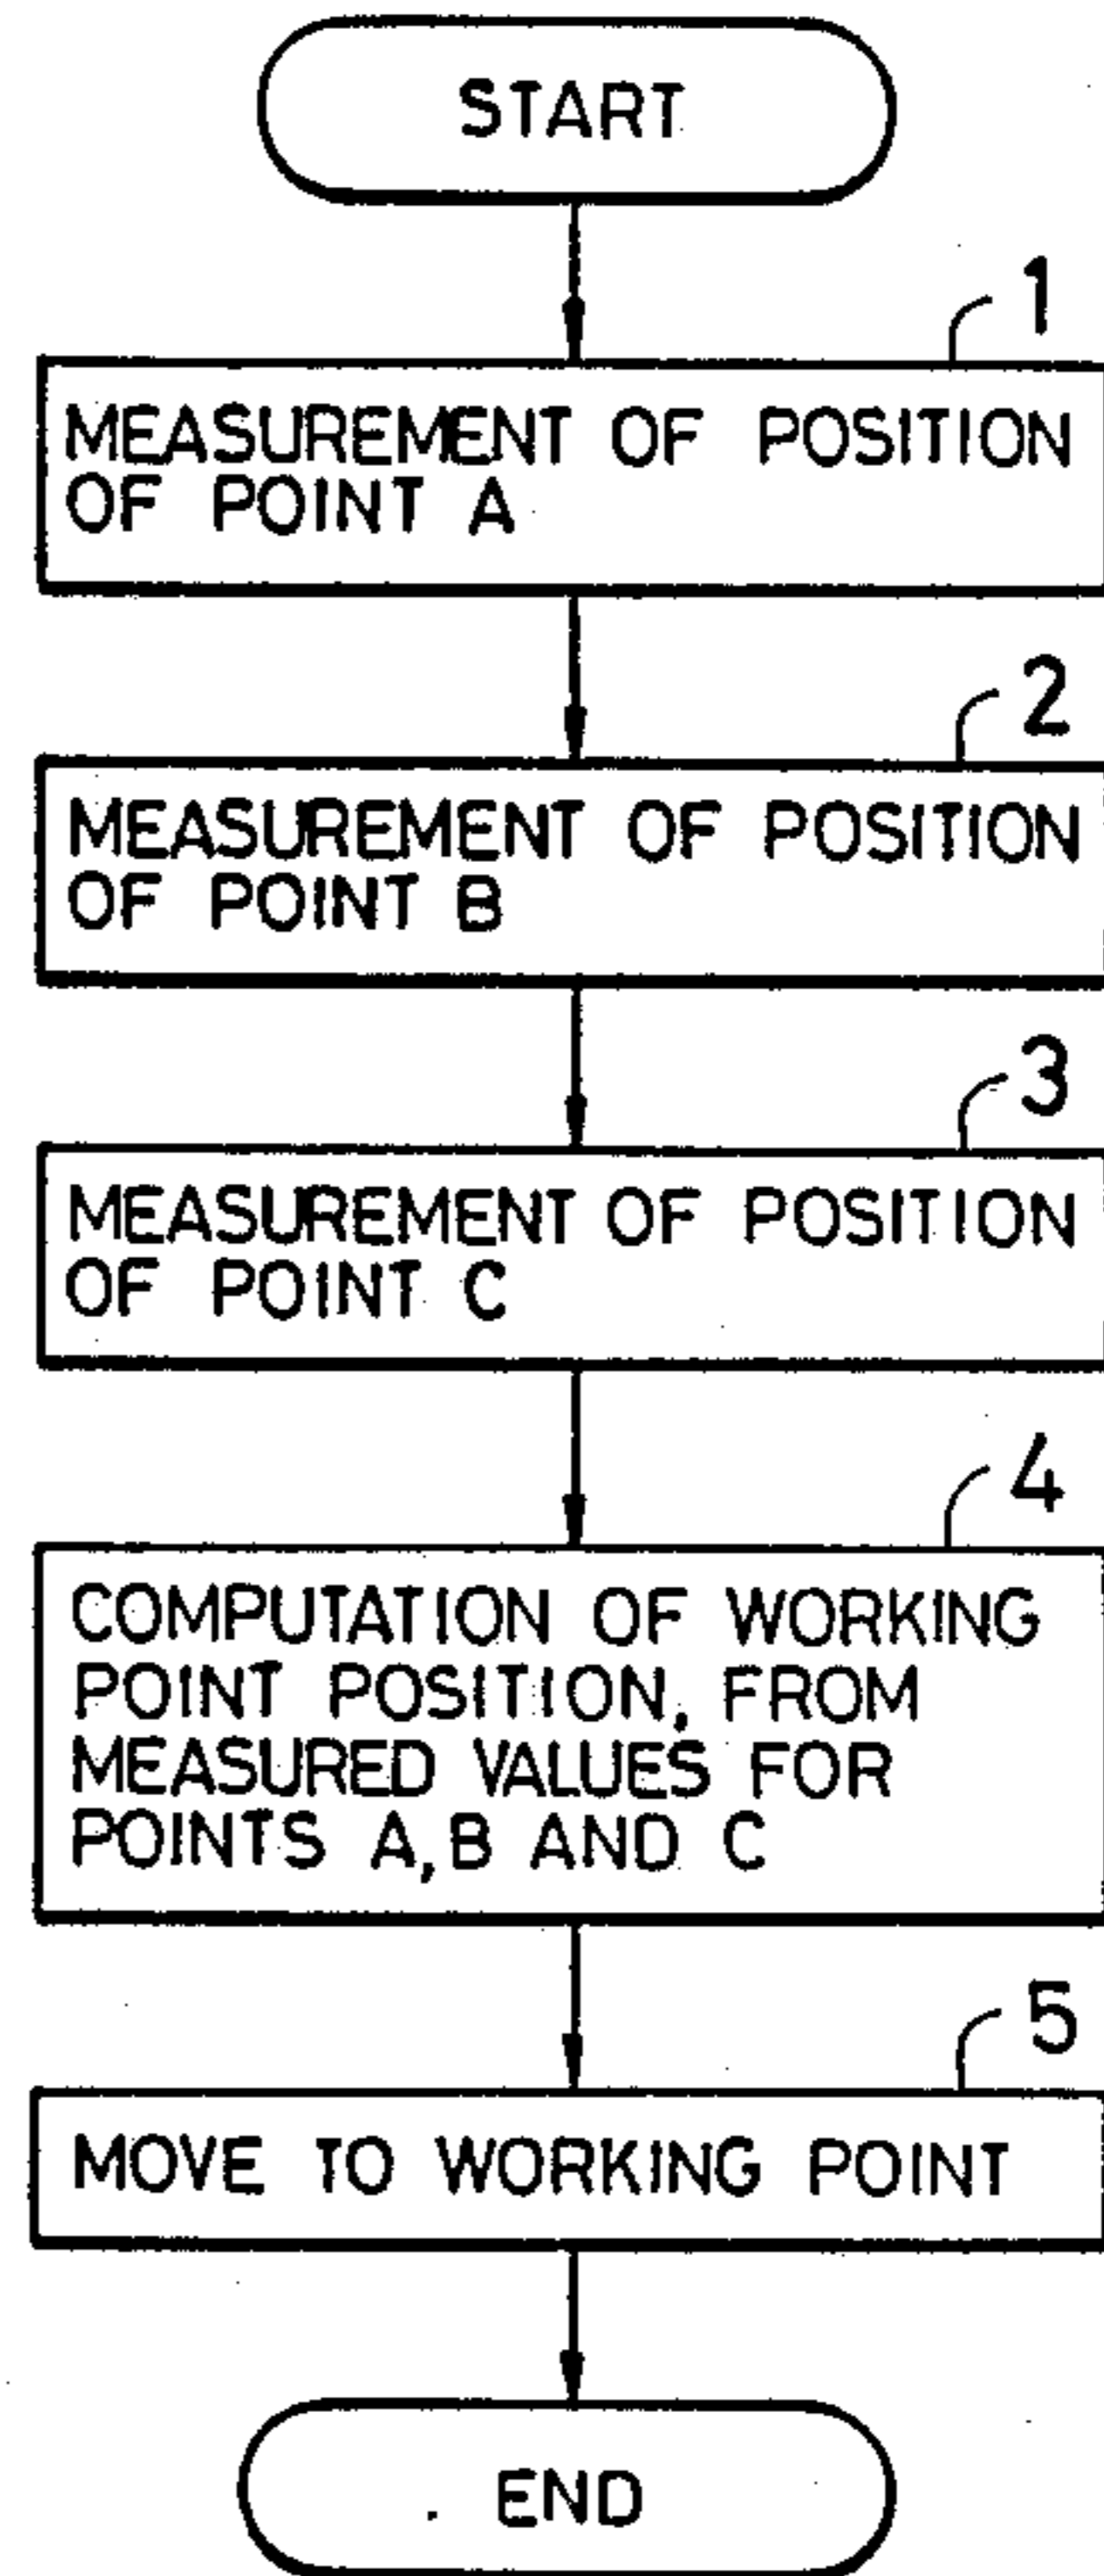 START
1
MEASUREMENT OF POSITION
OF POINT A
2
MEASUREMENT OF POSITION
OF POINT B
3
MEASUREMENT OF POSITION
OF POINT C
4
COMPUTATION OF WORKING
POINT POSITION, FROM
MEASURED VALUES FOR
POINTS A, B AND C
5
MOVE TO WORKING POINT
END